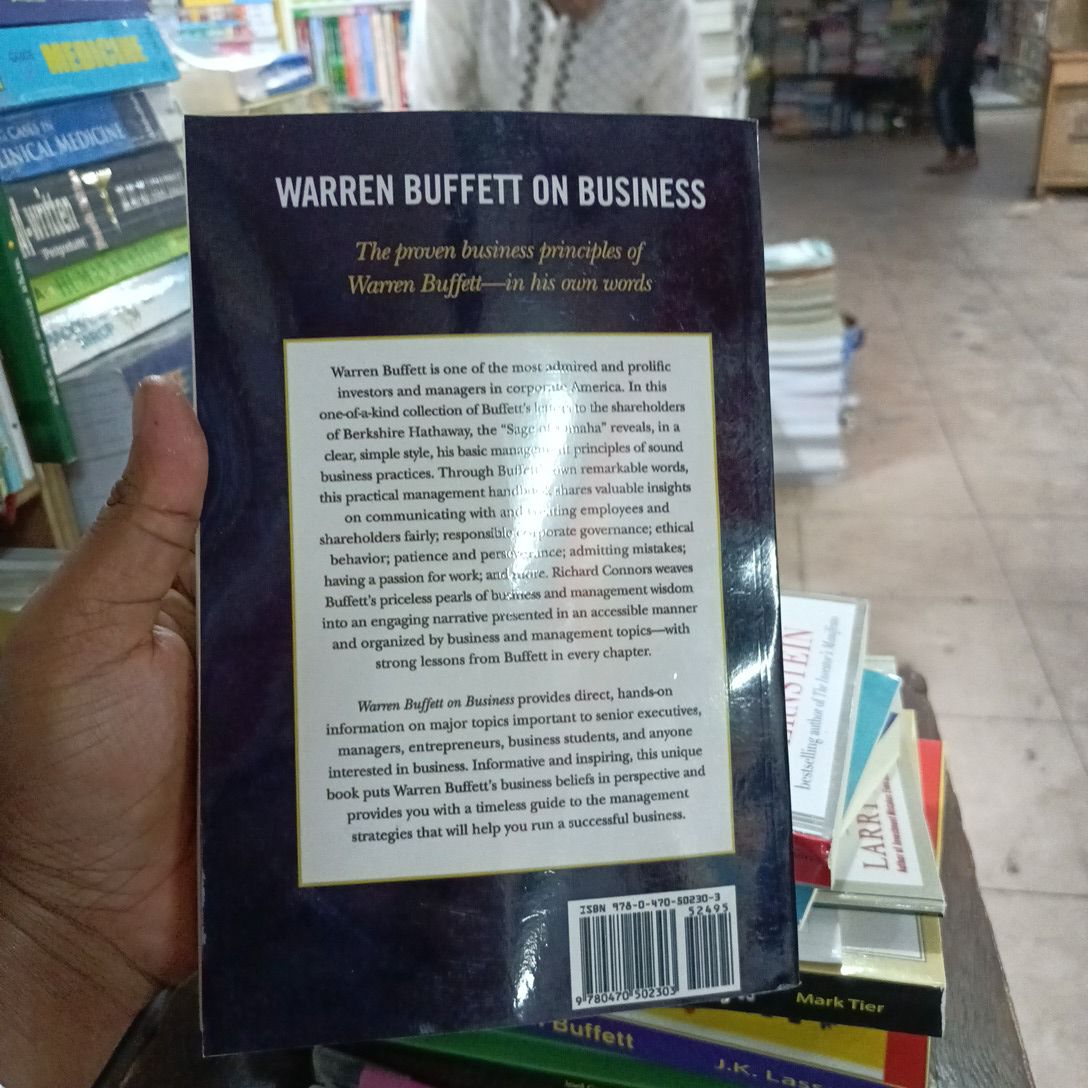 WARREN BUFFETT ON BUSINESS
The proven business principles of
Warren Buffett—in his own words
Warren Buffett is one of the most admired and prolific
investors and managers in corporate America. In this
one-of-a-kind collection of Buffett's letters to the shareholders
of Berkshire Hathaway, the "Sage of Omaha" reveals, in a
clear, simple style, his basic management principles of sound
business practices. Through Buffett's own remarkable words,
this practical management handbook shares valuable insights
on communicating with and treating employees and
shareholders fairly; responsible corporate governance; ethical
behavior; patience and perseverance; admitting mistakes;
having a passion for work; and more. Richard Connors weaves
Buffett's priceless pearls of business and management wisdom
into an engaging narrative presented in an accessible manner
and organized by business and management topics—with
strong lessons from Buffett in every chapter.
Warren Buffett on Business provides direct, hands-on
information on major topics important to senior executives,
managers, entrepreneurs, business students, and anyone
interested in business. Informative and inspiring, this unique
book puts Warren Buffett's business beliefs in perspective and
provides you with a timeless guide to the management
strategies that will help you run a successful business.
ISBN 978-0-470-50230-3
52495
9 780470 502303
MEDICINE
MEDICINE
bestselling author of The Investor's Manifesto
LARRY
Mark Tier
Buffett
J.K. Lass